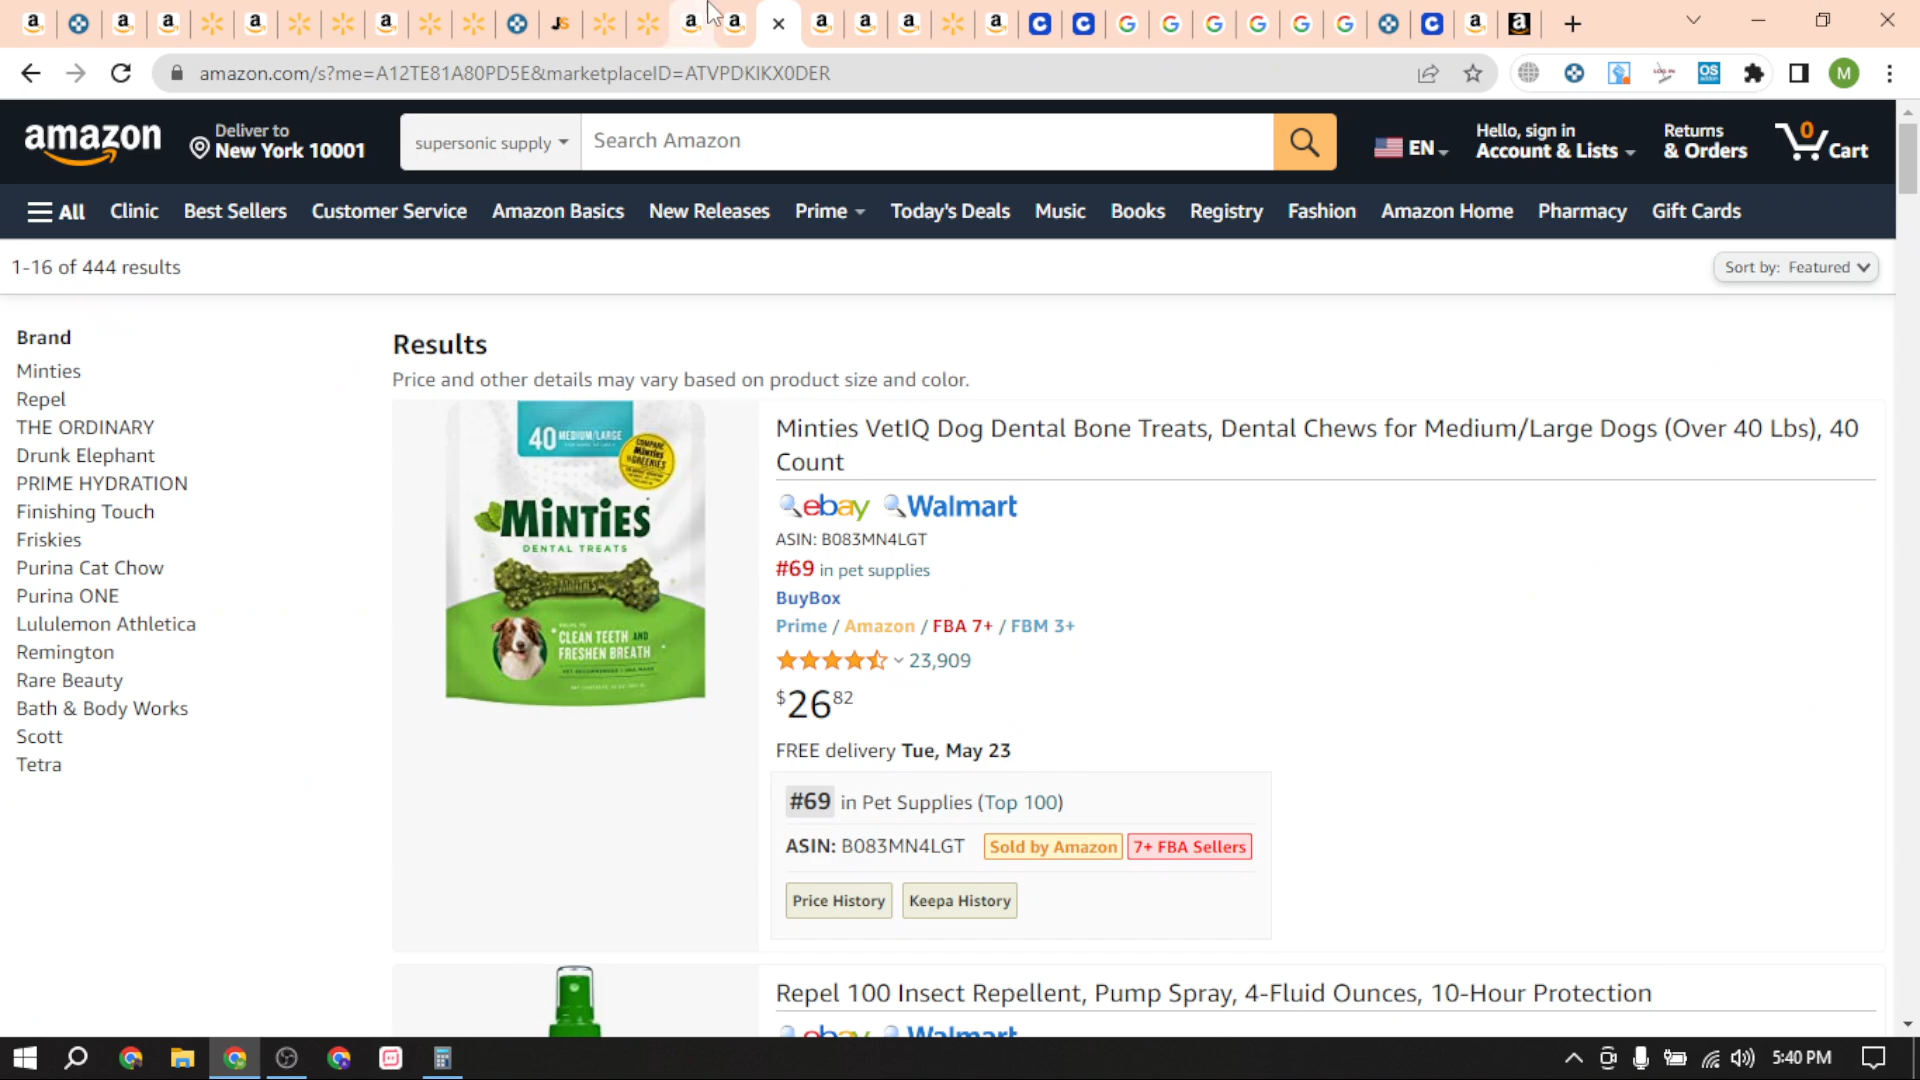 amazon.com/s?me=A12TE81A80PD5E&marketplaceID=ATVPDKIKX0DER
M
amazon
Deliver to
New York 10001
supersonic supply
Search Amazon
EN
Hello, sign in
Account & Lists
Returns
& Orders
0
Cart
All
Clinic
Best Sellers
Customer Service
Amazon Basics
New Releases
Prime
Today's Deals
Music
Books
Registry
Fashion
Amazon Home
Pharmacy
Gift Cards
1-16 of 444 results
Sort by: Featured
Brand
Minties
Repel
THE ORDINARY
Drunk Elephant
PRIME HYDRATION
Finishing Touch
Friskies
Purina Cat Chow
Purina ONE
Lululemon Athletica
Remington
Rare Beauty
Bath & Body Works
Scott
Tetra
Results
Price and other details may vary based on product size and color.
40 MEDIUM/LARGE
COMPARE
Minties
to GREENIES
MiNTiES
DENTAL TREATS
CLEAN TEETH AND
FRESHEN BREATH
Minties VetIQ Dog Dental Bone Treats, Dental Chews for Medium/Large Dogs (Over 40 Lbs), 40
Count
ebay Walmart
ASIN: B083MN4LGT
#69 in pet supplies
BuyBox
Prime / Amazon / FBA 7+ / FBM 3+
23,909
$26 82
FREE delivery Tue, May 23
#69 in Pet Supplies (Top 100)
ASIN: B083MN4LGT Sold by Amazon 7+ FBA Sellers
Price History Keepa History
Repel 100 Insect Repellent, Pump Spray, 4-Fluid Ounces, 10-Hour Protection
ebay Walmart
5:40 PM